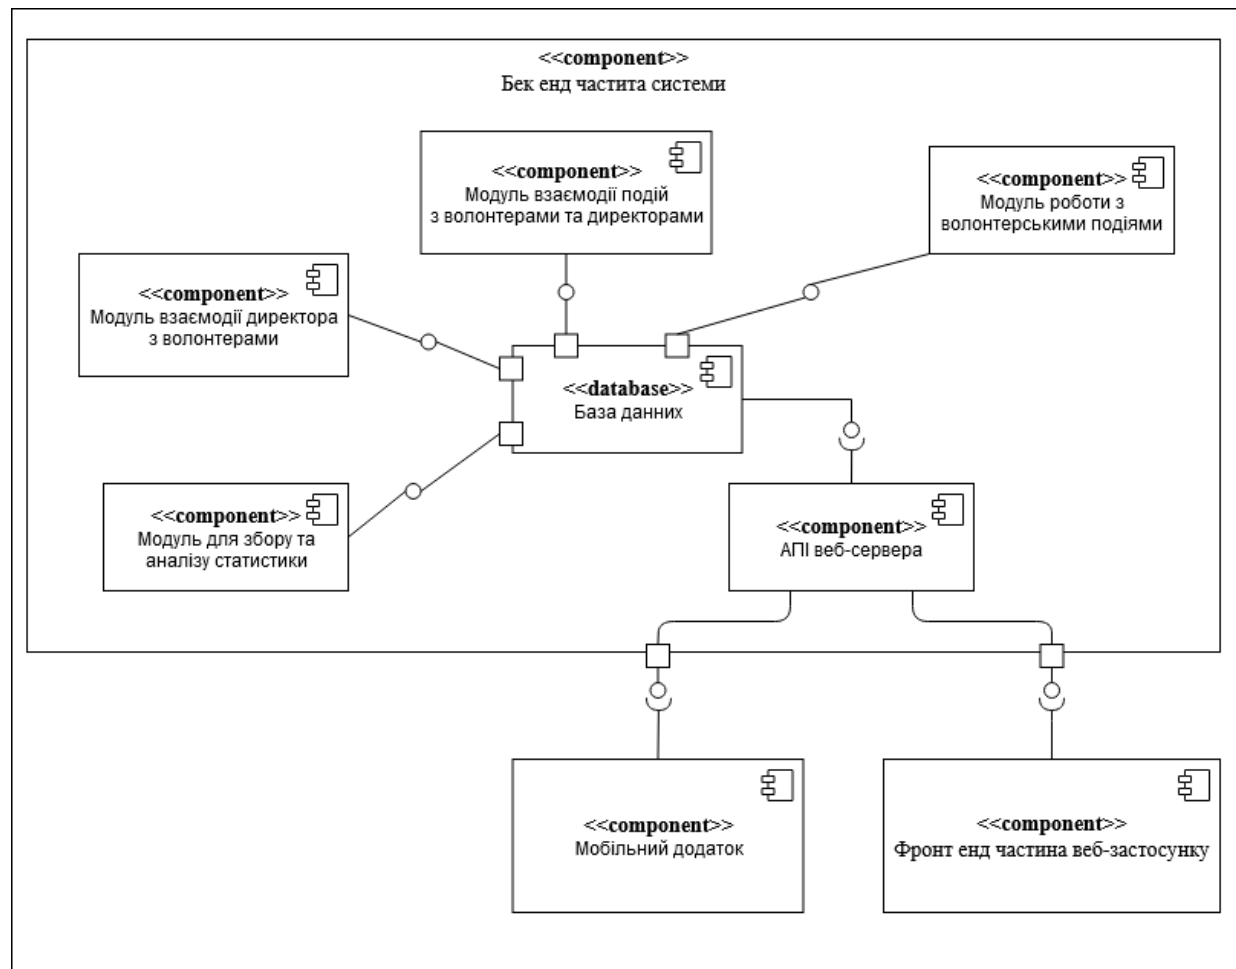 <<component>>
Бек енд частита системи
<<component>>
Модуль взаємодії подій
з волонтерами та директорами
<<component>>
Модуль роботи з
волонтерськими подіями
<<component>>
Модуль взаємодії директора
з волонтерами
<<database>>
База данних
<<component>>
Модуль для збору та
аналізу статистики
<<component>>
АПІ веб-сервера
<<component>>
Мобільний додаток
<<component>>
Фронт енд частина веб-застосунку